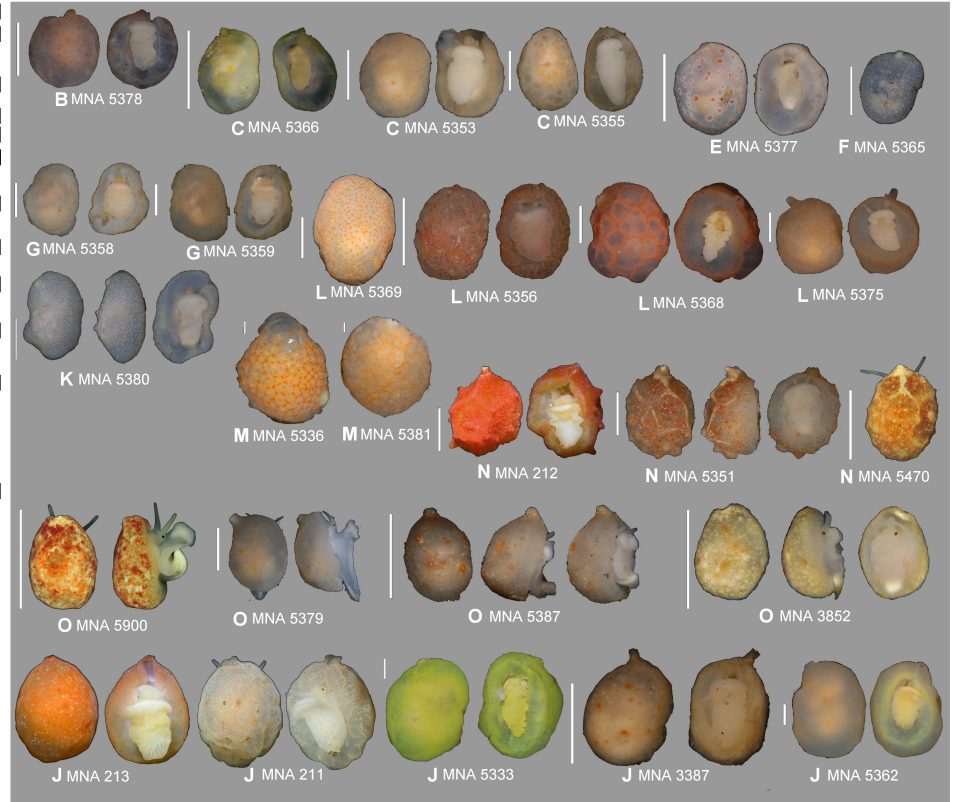 B MNA 5378
C MNA 5366
C MNA 5353
C MNA 5355
E MNA 5377
F MNA 5365
G MNA 5358
G MNA 5359
L MNA 5369
L MNA 5356
L MNA 5368
L MNA 5375
K MNA 5380
M MNA 5336
M MNA 5381
N MNA 212
N MNA 5351
N MNA 5470
O MNA 5900
O MNA 5379
O MNA 5387
O MNA 3852
J MNA 213
J MNA 211
J MNA 5333
J MNA 3387
J MNA 5362